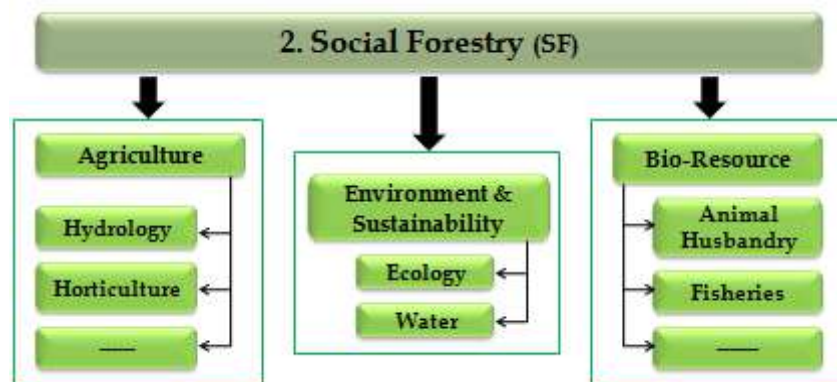 2. Social Forestry (SF)
Agriculture
Hydrology
Horticulture
——
Environment &
Sustainability
Ecology
Water
Bio-Resource
Animal
Husbandry
Fisheries
——